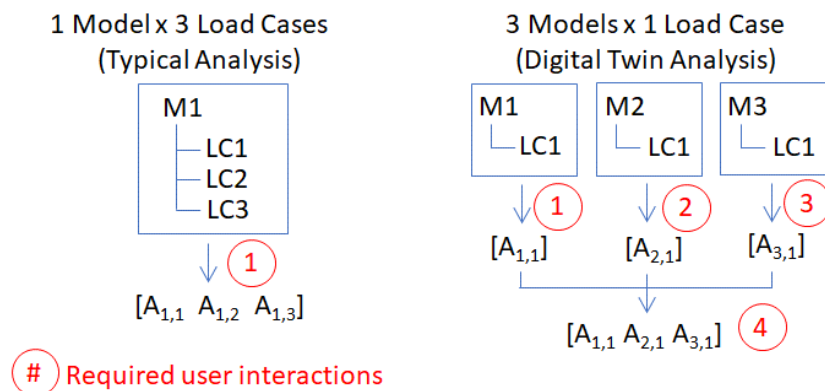 1 Model x 3 Load Cases
(Typical Analysis)
M1
LC1
LC2
LC3
1
[A1,1 A1,2 A1,3]
3 Models x 1 Load Case
(Digital Twin Analysis)
M1 M2 M3
LC1 LC1 LC1
1 2 3
[A1,1] [A2,1] [A3,1]
[A1,1 A2,1 A3,1] 4
# Required user interactions